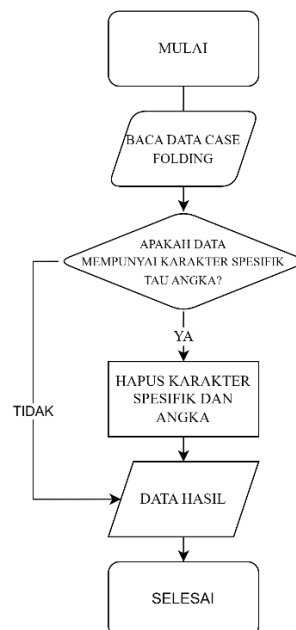 MULAI
BACA DATA CASE
FOLDING
APAKAH DATA
MEMPUNYAI KARAKTER SPESIFIK
TAU ANGKA?
YA
HAPUS KARAKTER
SPESIFIK DAN
ANGKA
TIDAK
DATA HASIL
SELESAI